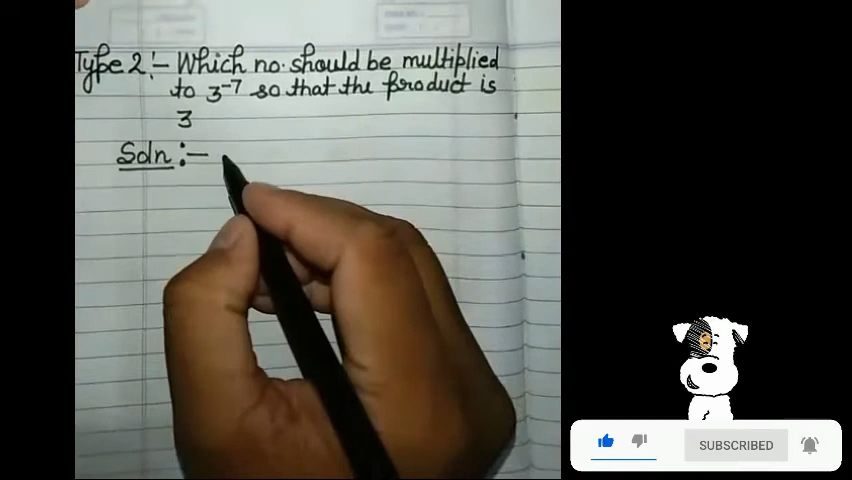 Type 2:- Which no. should be multiplied
to 3⁻⁷ so that the product is
3
Soln :-
SUBSCRIBED